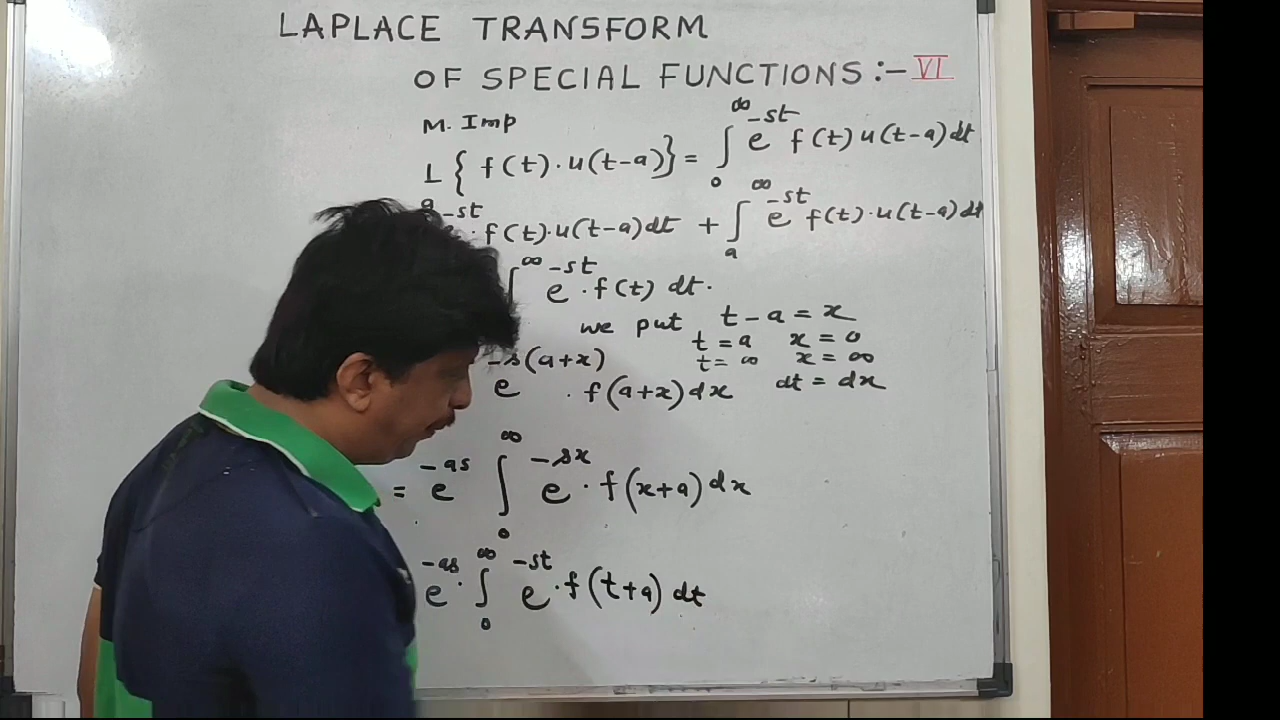 LAPLACE TRANSFORM
OF SPECIAL FUNCTIONS :- VI
M. Imp
L { f(t) · u(t-a) } = ∫₀^∞ e^-st f(t) u(t-a) dt
^a e^-st · f(t) · u(t-a) dt + ∫ₐ^∞ e^-st f(t) · u(t-a) dt
∫^∞ e^-st · f(t) dt.
we put t - a = x
t = a x = 0
t = ∞ x = ∞
e^-s(a+x) · f(a+x) dx dt = dx
= e^-as ∫₀^∞ e^-sx · f(x+a) dx
e^-as · ∫₀^∞ e^-st · f(t+a) dt